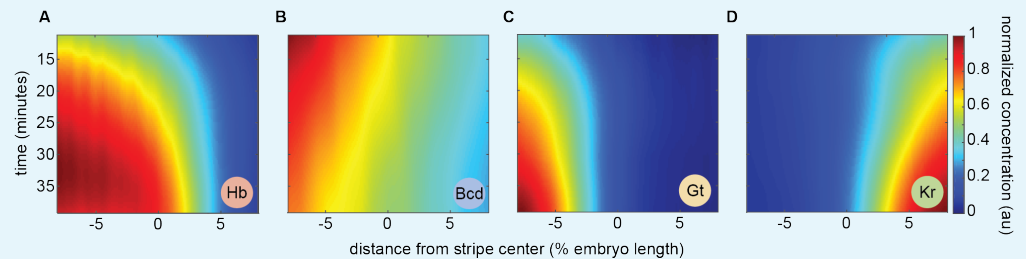 A
B
C
D
time (minutes)
15
20
25
30
35
Hb
Bcd
Gt
Kr
-5 0 5
-5 0 5
-5 0 5
-5 0 5
distance from stripe center (% embryo length)
1
0.8
0.6
0.4
0.2
0
normalized concentration (au)